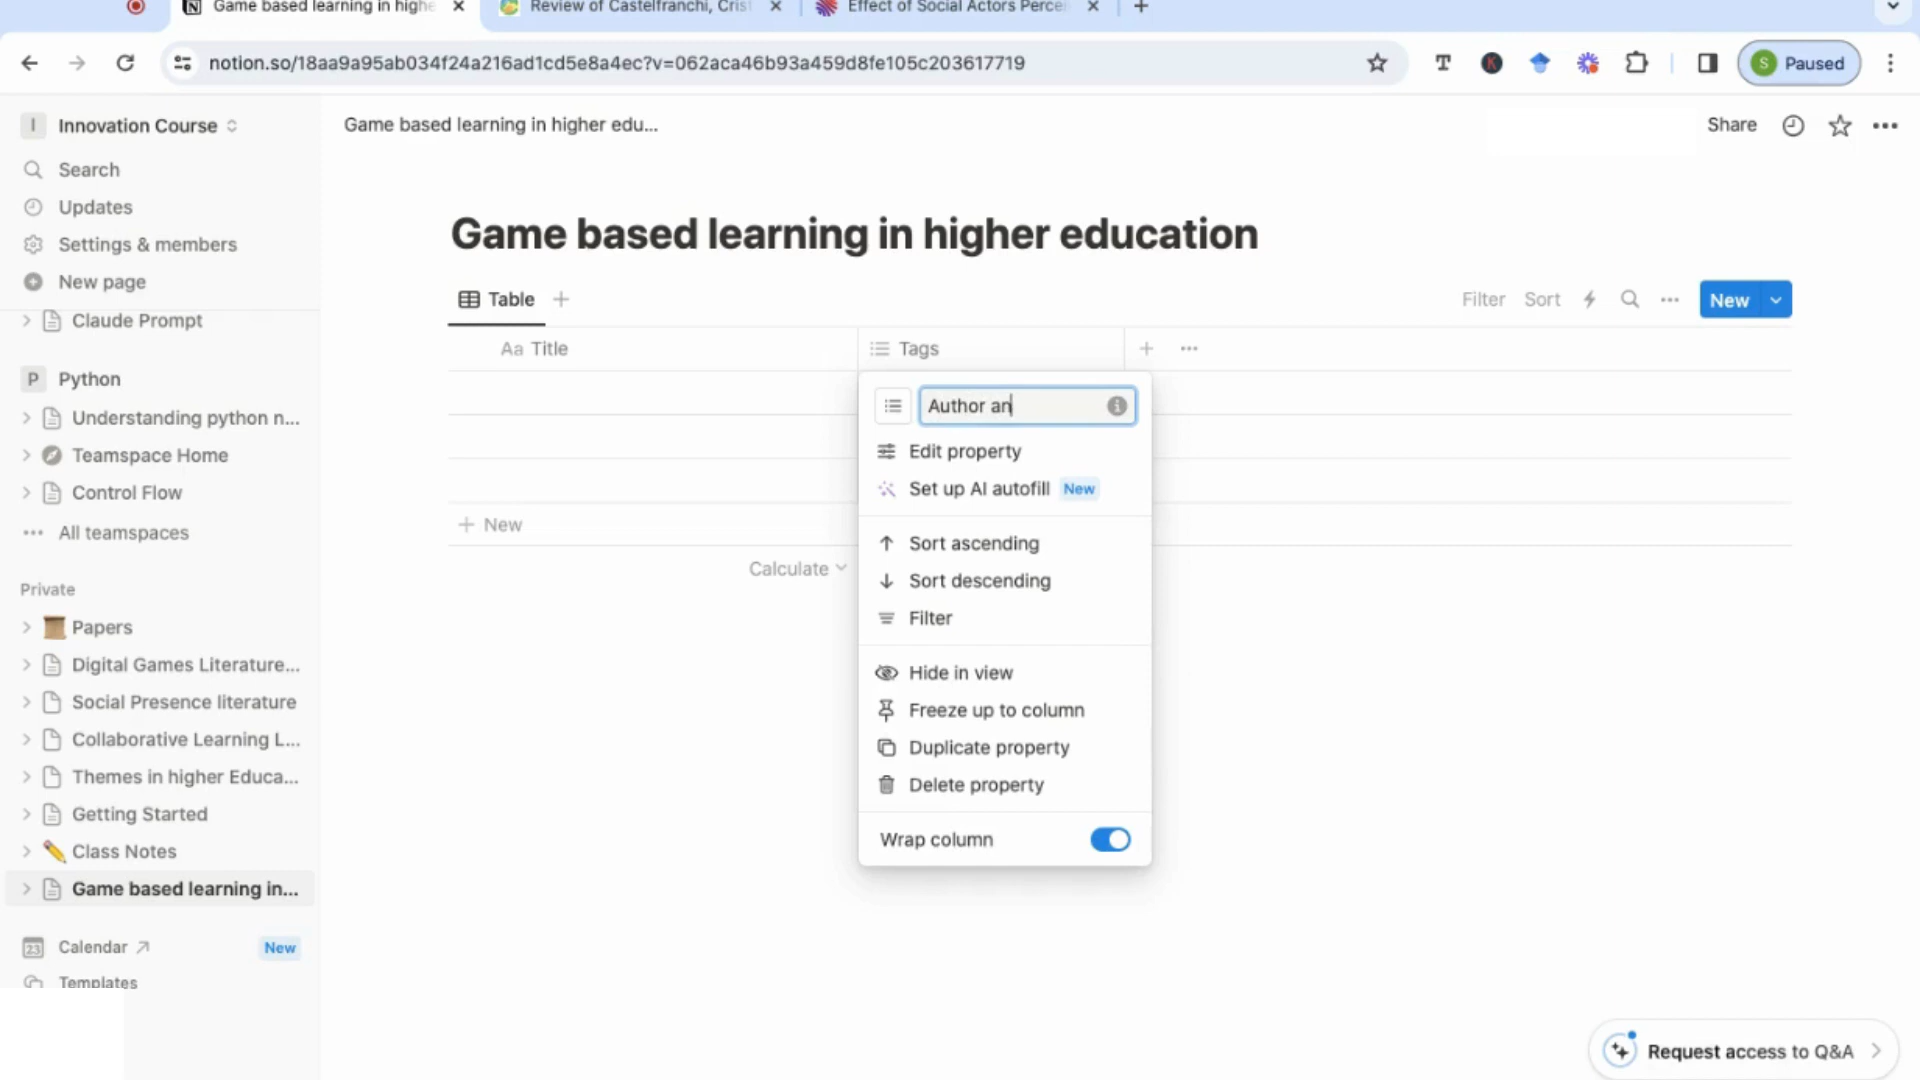 Game based learning in highe
Review of Castelfranchi, Crist
Effect of Social Actors Perce
notion.so/18aa9a95ab034f24a216ad1cd5e8a4ec?v=062aca46b93a459d8fe105c203617719
T
K
S Paused
I Innovation Course
Game based learning in higher edu...
Share
Search
Updates
Settings & members
New page
Claude Prompt
P Python
Understanding python n...
Teamspace Home
Control Flow
All teamspaces
Private
Papers
Digital Games Literature...
Social Presence literature
Collaborative Learning L...
Themes in higher Educa...
Getting Started
Class Notes
Game based learning in...
23 Calendar ↗ New
Templates
Game based learning in higher education
Table
Filter Sort New
Aa Title Tags
+ New
Calculate
Author an
Edit property
Set up AI autofill New
Sort ascending
Sort descending
Filter
Hide in view
Freeze up to column
Duplicate property
Delete property
Wrap column
Request access to Q&A